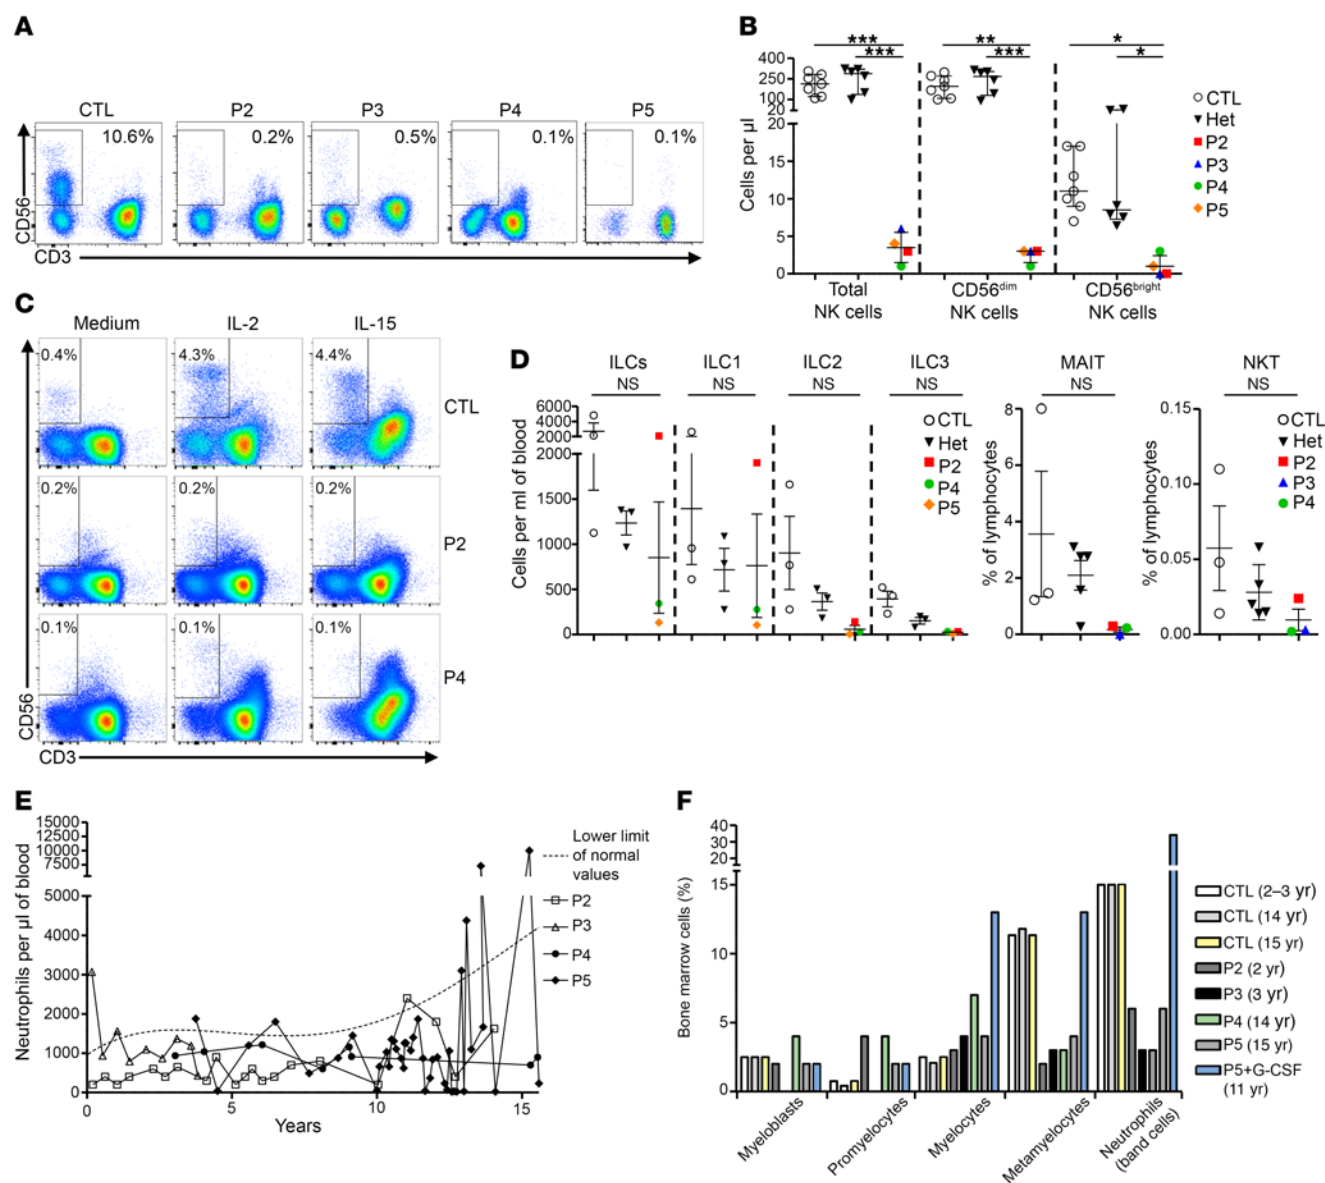 A
CTL
P2
P3
P4
P5
10.6%
0.2%
0.5%
0.1%
0.1%
CD56
CD3
B
***
***
**
***
*
*
400
250
100
20
15
10
5
0
Cells per µl
Total
NK cells
CD56dim
NK cells
CD56bright
NK cells
CTL
Het
P2
P3
P4
P5
C
Medium
IL-2
IL-15
0.4%
4.3%
4.4%
CTL
0.2%
0.2%
0.2%
P2
0.1%
0.1%
0.1%
P4
CD56
CD3
D
ILCs
ILC1
ILC2
ILC3
NS
NS
NS
NS
6000
4000
2000
2000
1500
1000
500
0
Cells per ml of blood
CTL
Het
P2
P4
P5
MAIT
NS
8
6
4
2
0
% of lymphocytes
NKT
NS
0.15
0.10
0.05
0.00
% of lymphocytes
CTL
Het
P2
P3
P4
E
15000
12500
10000
7500
5000
4000
3000
2000
1000
0
Neutrophils per µl of blood
0
5
10
15
Years
Lower limit
of normal
values
P2
P3
P4
P5
F
40
30
20
15
5
0
Bone marrow cells (%)
Myeloblasts
Promyelocytes
Myelocytes
Metamyelocytes
Neutrophils
(band cells)
CTL (2–3 yr)
CTL (14 yr)
CTL (15 yr)
P2 (2 yr)
P3 (3 yr)
P4 (14 yr)
P5 (15 yr)
P5+G-CSF
(11 yr)